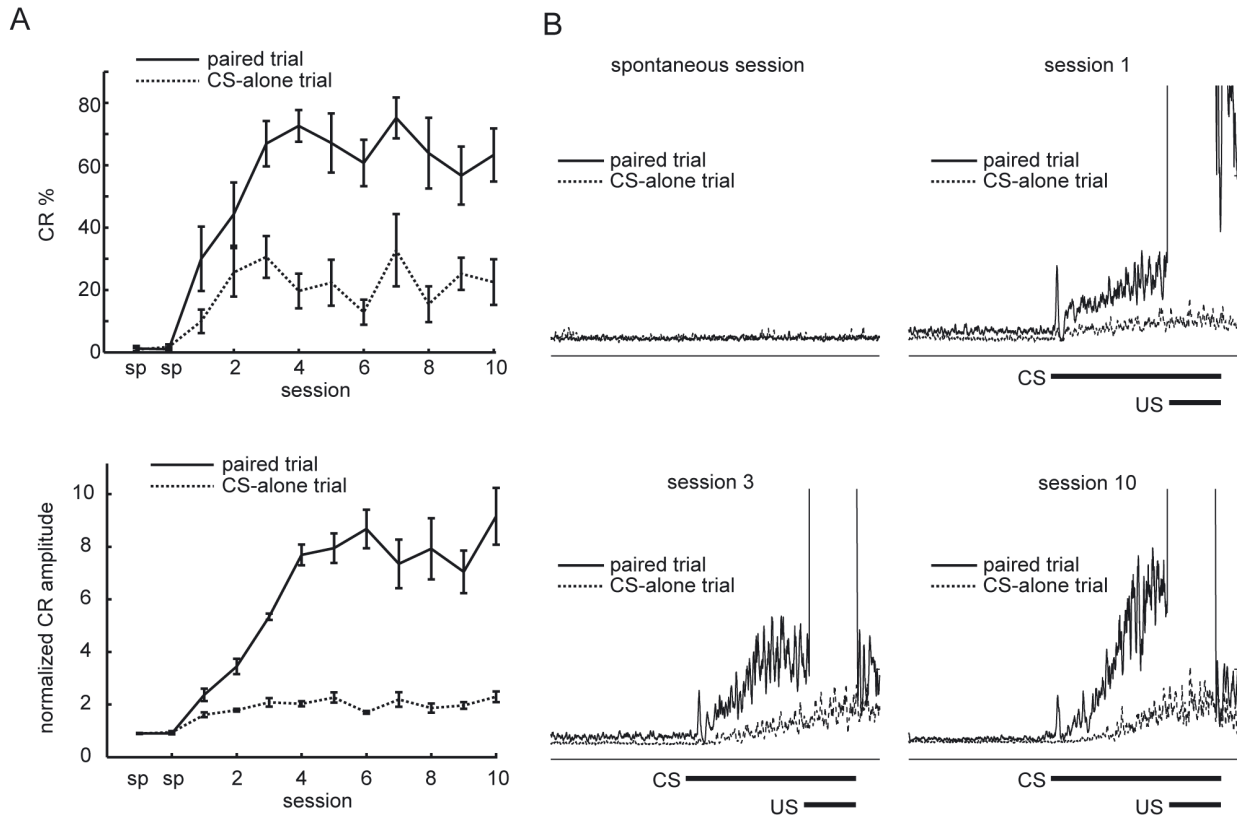 A
paired trial
CS-alone trial
80
60
40
20
0
CR %
sp sp 2 4 6 8 10
session
paired trial
CS-alone trial
10
8
6
4
2
0
normalized CR amplitude
sp sp 2 4 6 8 10
session
B
spontaneous session
paired trial
CS-alone trial
session 1
paired trial
CS-alone trial
CS
US
session 3
paired trial
CS-alone trial
CS
US
session 10
paired trial
CS-alone trial
CS
US